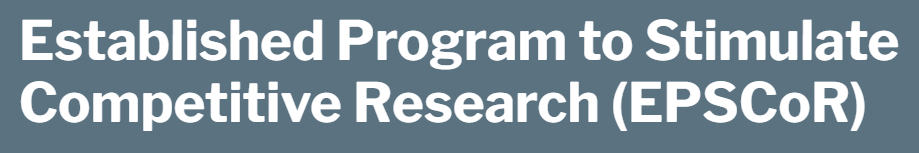 Established Program to Stimulate
Competitive Research (EPSCoR)